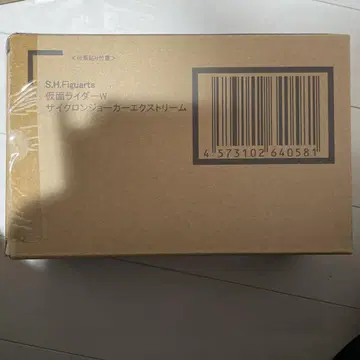 S.H.Figuarts
仮面ライダーW
サイクロンジョーカーエクストリーム
4 573102 640581